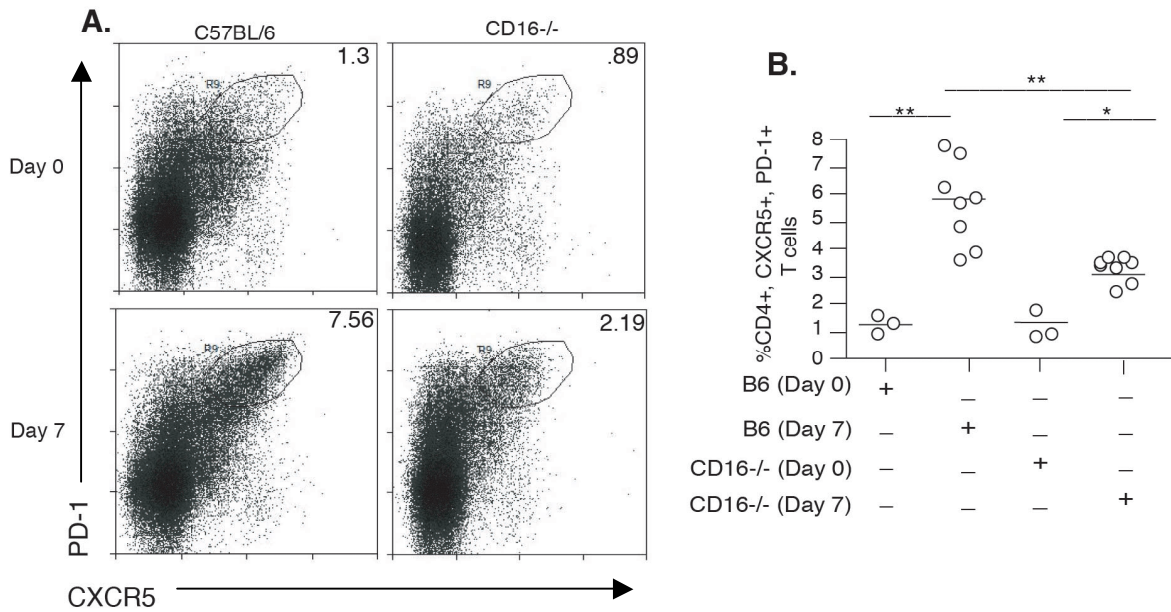 A.
C57BL/6
CD16-/-
1.3
.89
R9
R9
Day 0
7.56
2.19
R9
R9
Day 7
PD-1
CXCR5
B.
**
**
*
%CD4+, CXCR5+, PD-1+
T cells
8
7
6
5
4
3
2
1
0
B6 (Day 0) + – – –
B6 (Day 7) – + – –
CD16-/- (Day 0) – – + –
CD16-/- (Day 7) – – – +